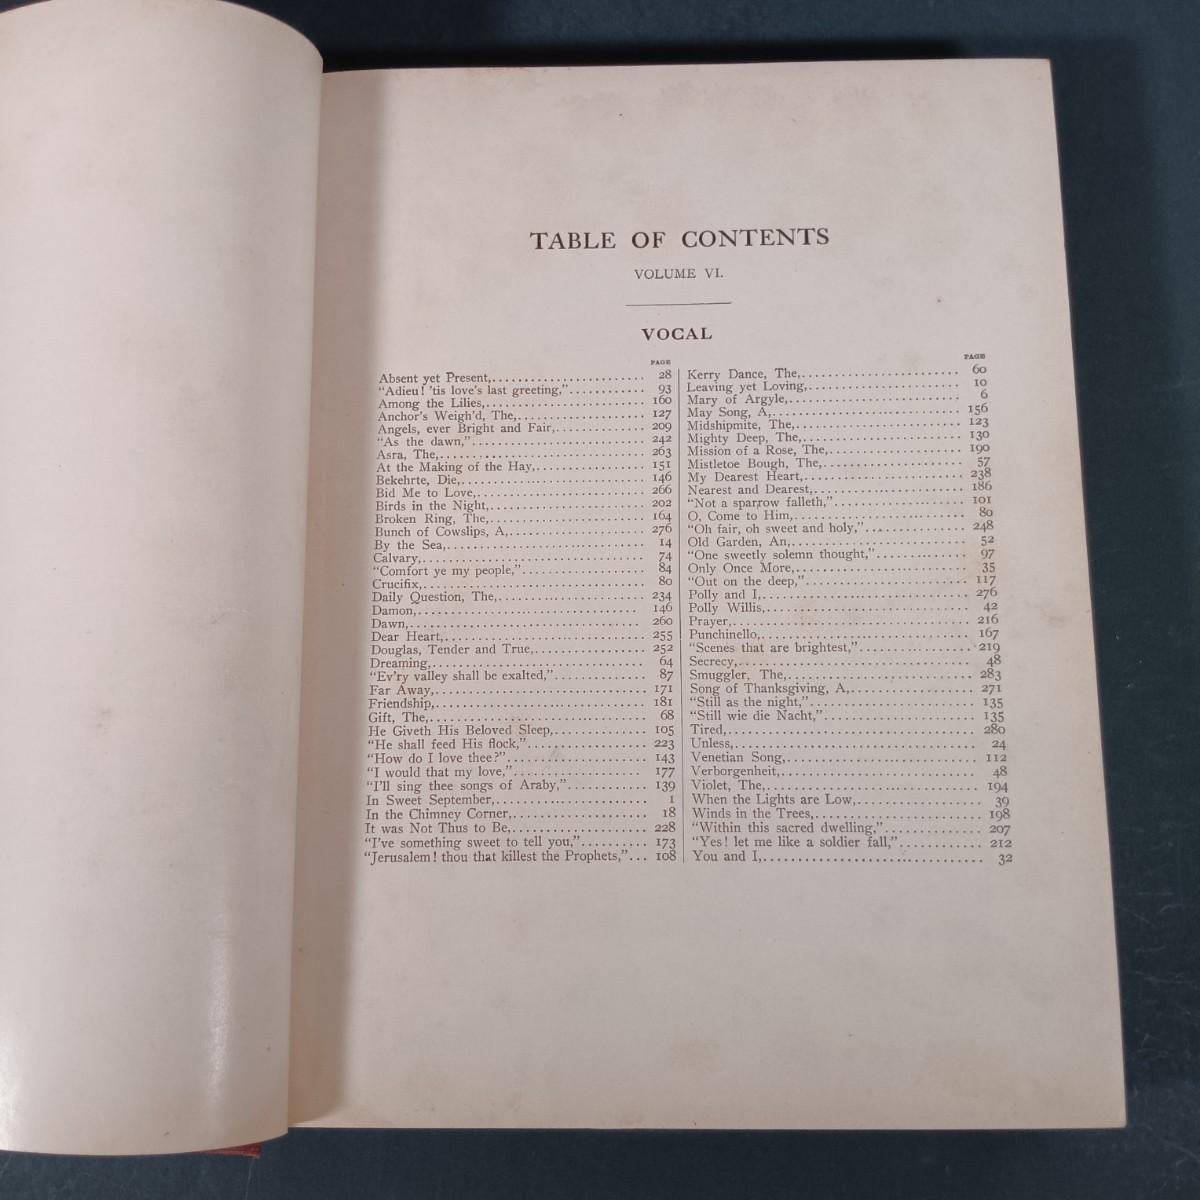 TABLE OF CONTENTS
VOLUME VI.
VOCAL
PAGE
Absent yet Present, 28
"Adieu! 'tis love's last greeting," 93
Among the Lilies, 160
Anchor's Weigh'd, The, 127
Angels, ever Bright and Fair, 209
"As the dawn," 242
Asra, The, 263
At the Making of the Hay, 151
Bekehrte, Die, 146
Bid Me to Love, 266
Birds in the Night, 202
Broken Ring, The, 164
Bunch of Cowslips, A, 276
By the Sea, 14
Calvary, 74
"Comfort ye my people," 84
Crucifix, 80
Daily Question, The, 234
Damon, 146
Dawn, 260
Dear Heart, 255
Douglas, Tender and True, 252
Dreaming, 64
"Ev'ry valley shall be exalted," 87
Far Away, 171
Friendship, 181
Gift, The, 68
He Giveth His Beloved Sleep, 105
"He shall feed His flock," 223
"How do I love thee?" 143
"I would that my love," 177
"I'll sing thee songs of Araby," 139
In Sweet September, 1
In the Chimney Corner, 18
It was Not Thus to Be, 228
"I've something sweet to tell you," 173
"Jerusalem! thou that killest the Prophets," 108
PAGE
Kerry Dance, The, 60
Leaving yet Loving, 10
Mary of Argyle, 6
May Song, A, 156
Midshipmite, The, 123
Mighty Deep, The, 130
Mission of a Rose, The, 190
Mistletoe Bough, The, 57
My Dearest Heart, 238
Nearest and Dearest, 186
"Not a sparrow falleth," 101
O, Come to Him, 80
"Oh fair, oh sweet and holy," 248
Old Garden, An, 52
"One sweetly solemn thought," 97
Only Once More, 35
"Out on the deep," 117
Polly and I, 276
Polly Willis, 42
Prayer, 216
Punchinello, 167
"Scenes that are brightest," 219
Secrecy, 48
Smuggler, The, 283
Song of Thanksgiving, A, 271
"Still as the night," 135
"Still wie die Nacht," 135
Tired, 280
Unless, 24
Venetian Song, 112
Verborgenheit, 48
Violet, The, 194
When the Lights are Low, 39
Winds in the Trees, 198
"Within this sacred dwelling," 207
"Yes! let me like a soldier fall," 212
You and I, 32